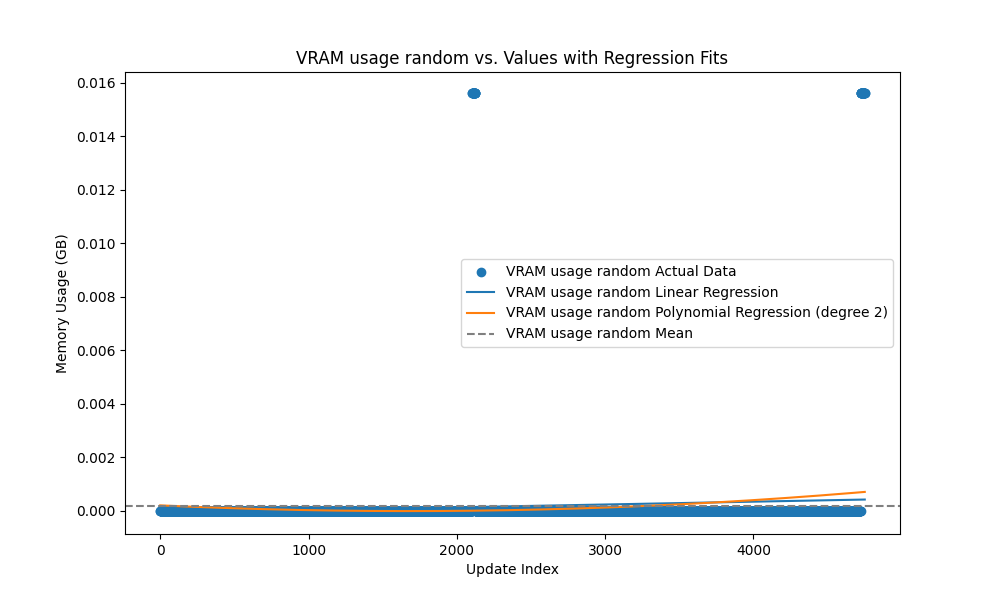 VRAM usage random vs. Values with Regression Fits
0.016
0.014
0.012
0.010
0.008
0.006
0.004
0.002
0.000
Memory Usage (GB)
VRAM usage random Actual Data
VRAM usage random Linear Regression
VRAM usage random Polynomial Regression (degree 2)
VRAM usage random Mean
0 1000 2000 3000 4000
Update Index